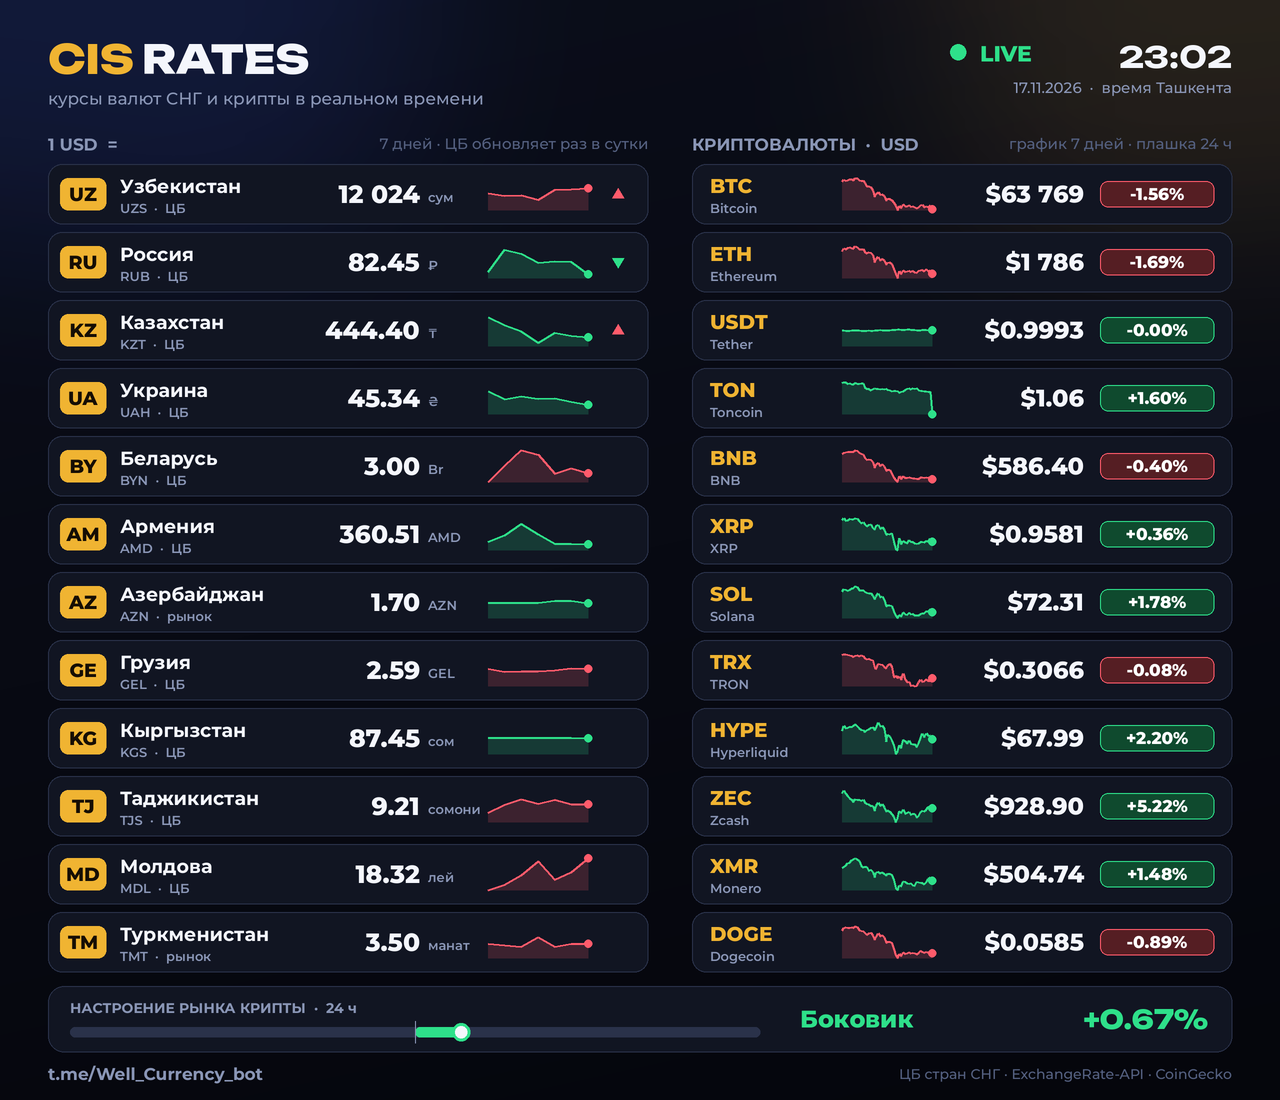 CIS RATES
курсы валют СНГ и крипты в реальном времени
LIVE 23:02
17.11.2026 · время Ташкента
1 USD =
7 дней · ЦБ обновляет раз в сутки
UZ Узбекистан 12 024 сум
UZS · ЦБ
RU Россия 82.45 ₽
RUB · ЦБ
KZ Казахстан 444.40 ₸
KZT · ЦБ
UA Украина 45.34 ₴
UAH · ЦБ
BY Беларусь 3.00 Br
BYN · ЦБ
AM Армения 360.51 AMD
AMD · ЦБ
AZ Азербайджан 1.70 AZN
AZN · рынок
GE Грузия 2.59 GEL
GEL · ЦБ
KG Кыргызстан 87.45 сом
KGS · ЦБ
TJ Таджикистан 9.21 сомони
TJS · ЦБ
MD Молдова 18.32 лей
MDL · ЦБ
TM Туркменистан 3.50 манат
TMT · рынок
КРИПТОВАЛЮТЫ · USD
график 7 дней · плашка 24 ч
BTC $63 769 -1.56%
Bitcoin
ETH $1 786 -1.69%
Ethereum
USDT $0.9993 -0.00%
Tether
TON $1.06 +1.60%
Toncoin
BNB $586.40 -0.40%
BNB
XRP $0.9581 +0.36%
XRP
SOL $72.31 +1.78%
Solana
TRX $0.3066 -0.08%
TRON
HYPE $67.99 +2.20%
Hyperliquid
ZEC $928.90 +5.22%
Zcash
XMR $504.74 +1.48%
Monero
DOGE $0.0585 -0.89%
Dogecoin
НАСТРОЕНИЕ РЫНКА КРИПТЫ · 24 ч
Боковик +0.67%
t.me/Well_Currency_bot
ЦБ стран СНГ · ExchangeRate-API · CoinGecko